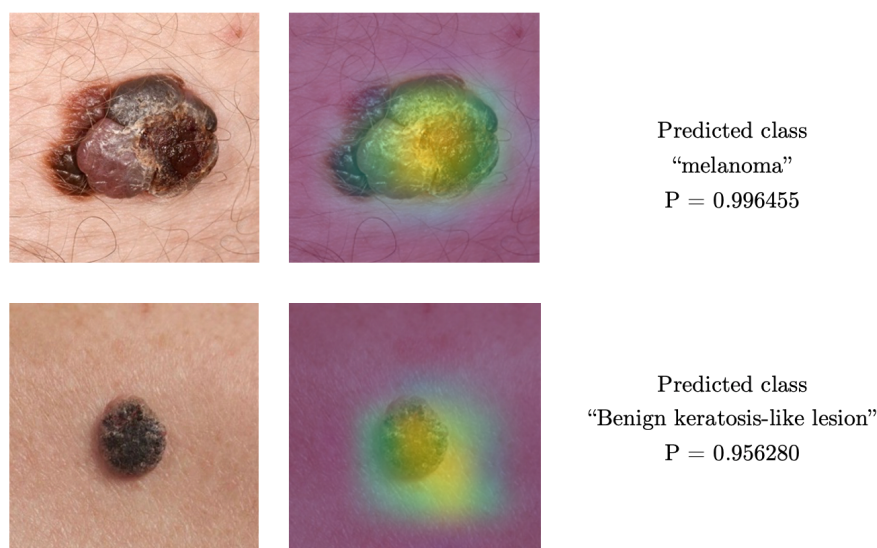 Predicted class
“melanoma”
P = 0.996455
Predicted class
“Benign keratosis-like lesion”
P = 0.956280